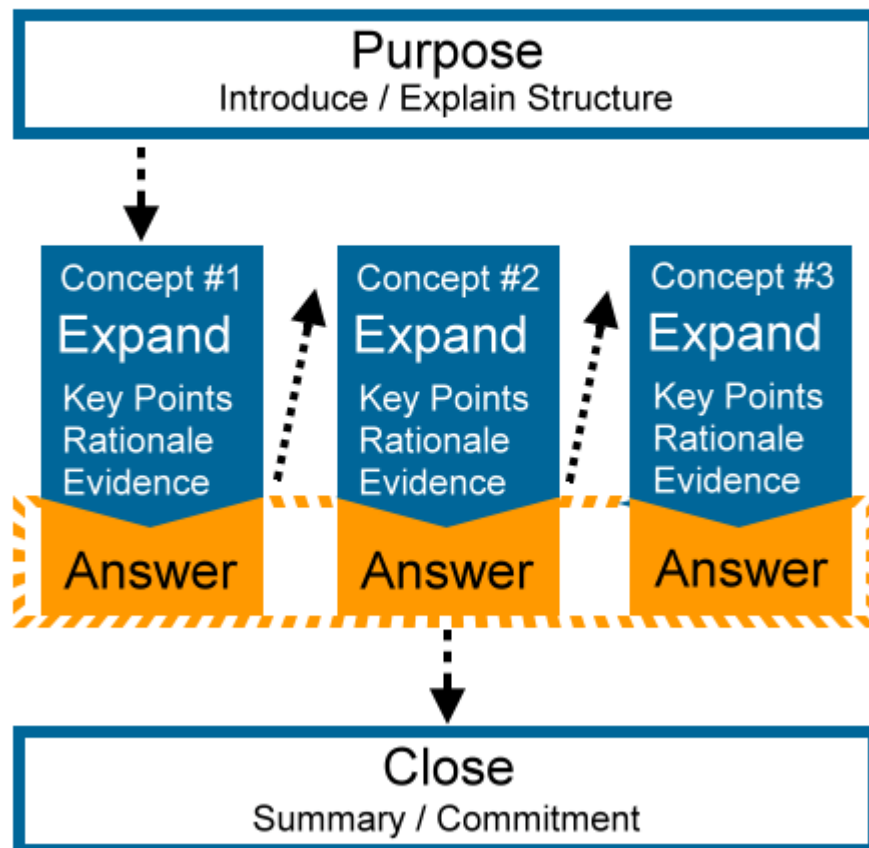 Purpose
Introduce / Explain Structure
Concept #1
Expand
Key Points
Rationale
Evidence
Answer
Concept #2
Expand
Key Points
Rationale
Evidence
Answer
Concept #3
Expand
Key Points
Rationale
Evidence
Answer
Close
Summary / Commitment